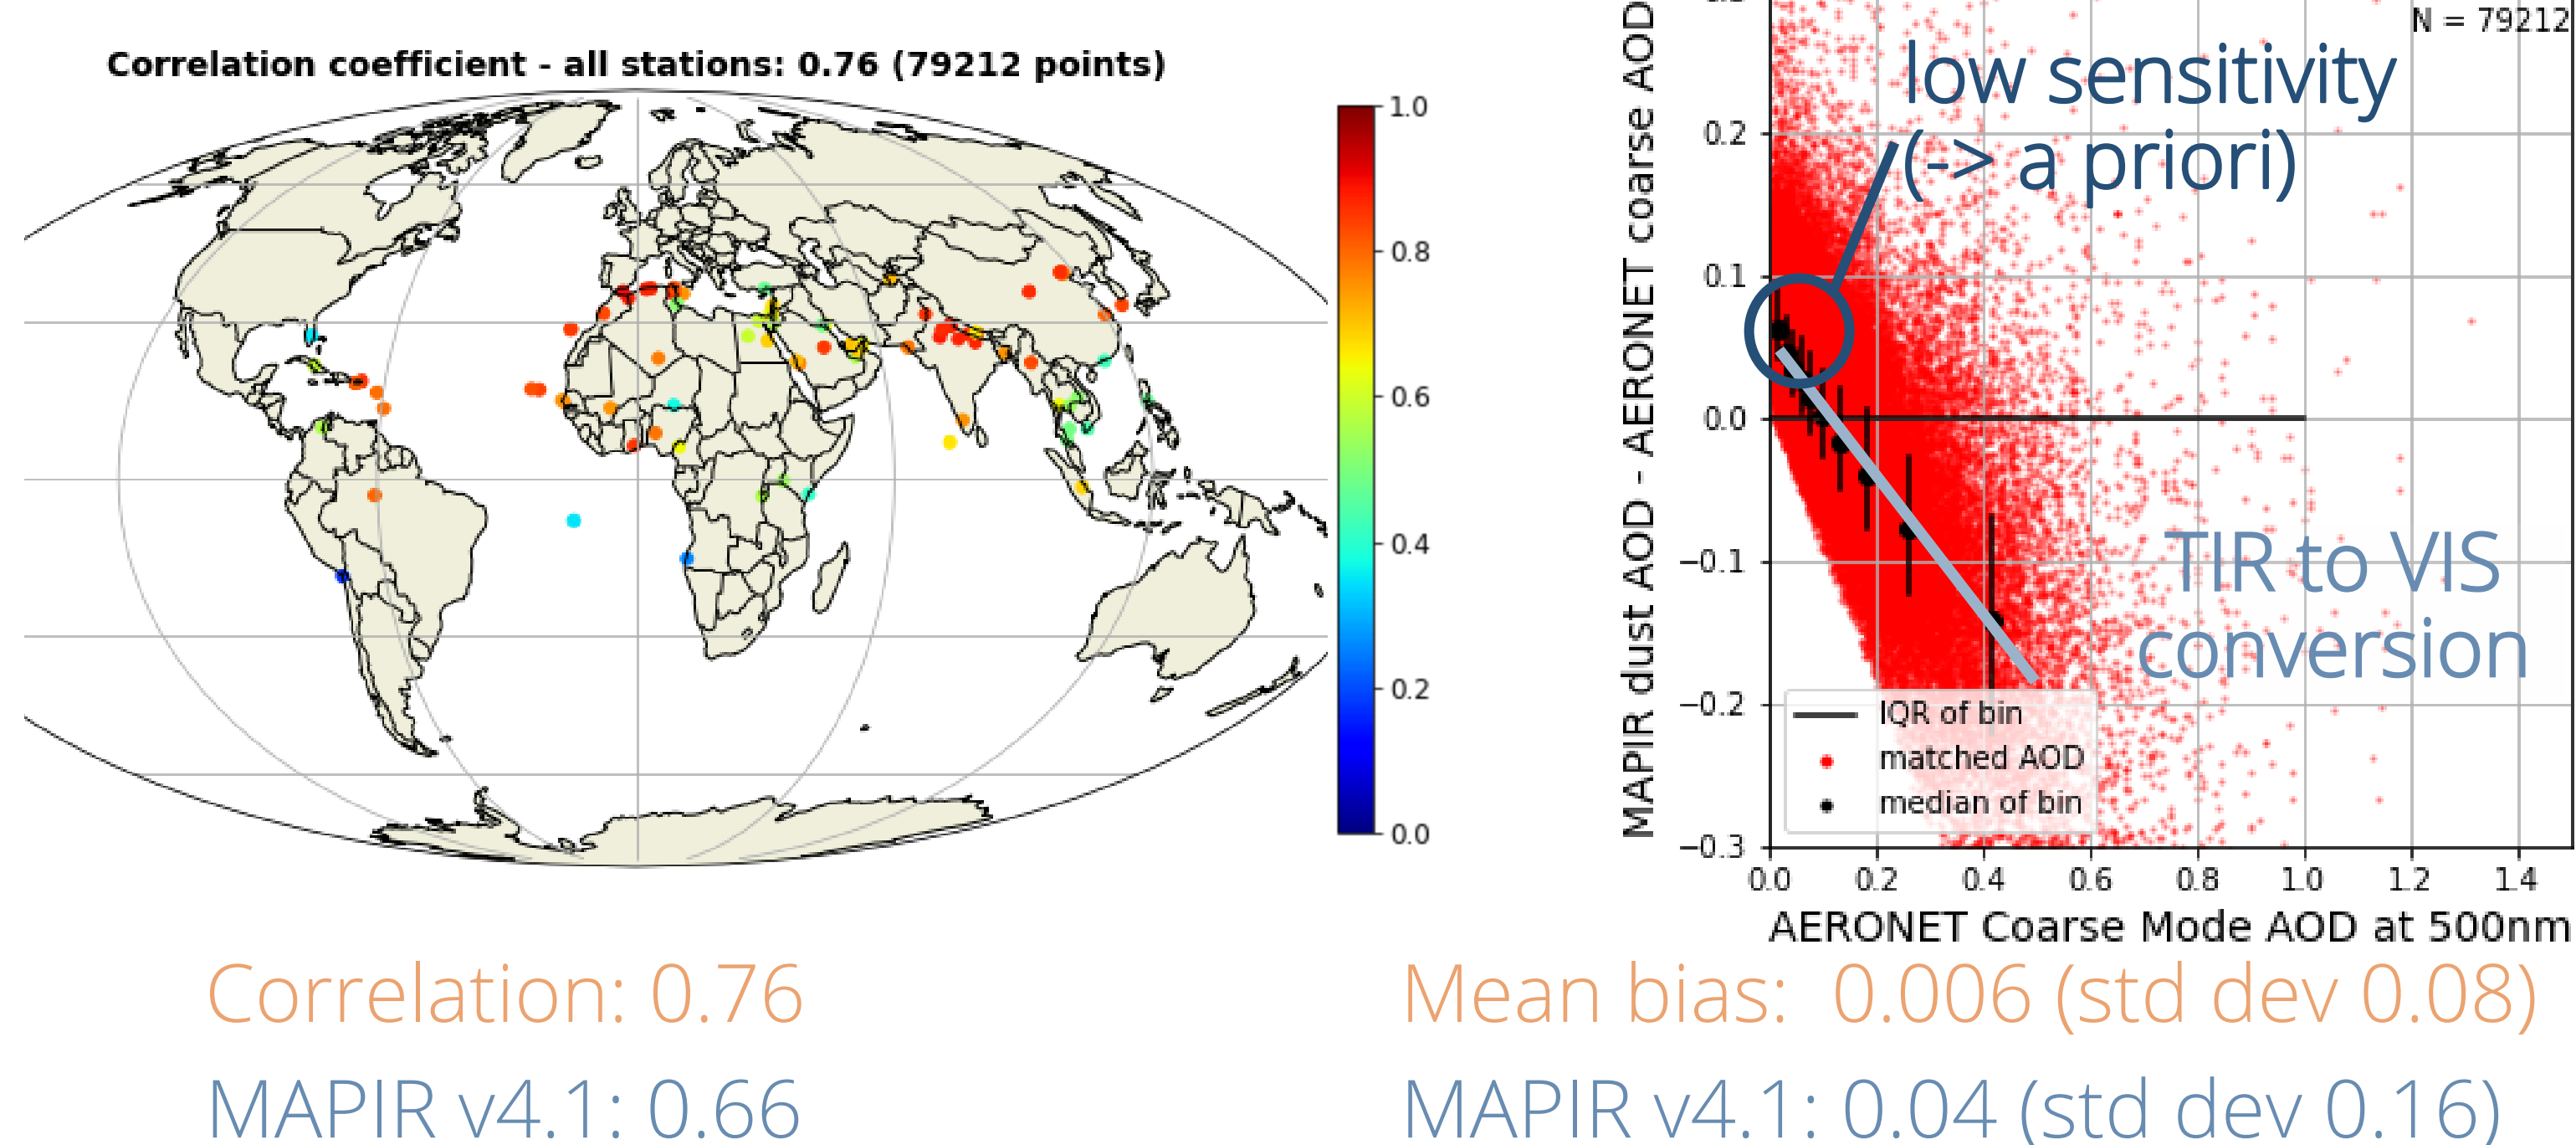 Correlation coefficient - all stations: 0.76 (79212 points)
1.0
0.8
0.6
0.4
0.2
0.0
MAPIR dust AOD - AERONET coarse AOD
N = 79212
low sensitivity
(-> a priori)
0.2
0.1
0.0
−0.1
−0.2
−0.3
TIR to VIS
conversion
IQR of bin
matched AOD
median of bin
0.0 0.2 0.4 0.6 0.8 1.0 1.2 1.4
AERONET Coarse Mode AOD at 500nm
Correlation: 0.76
MAPIR v4.1: 0.66
Mean bias: 0.006 (std dev 0.08)
MAPIR v4.1: 0.04 (std dev 0.16)